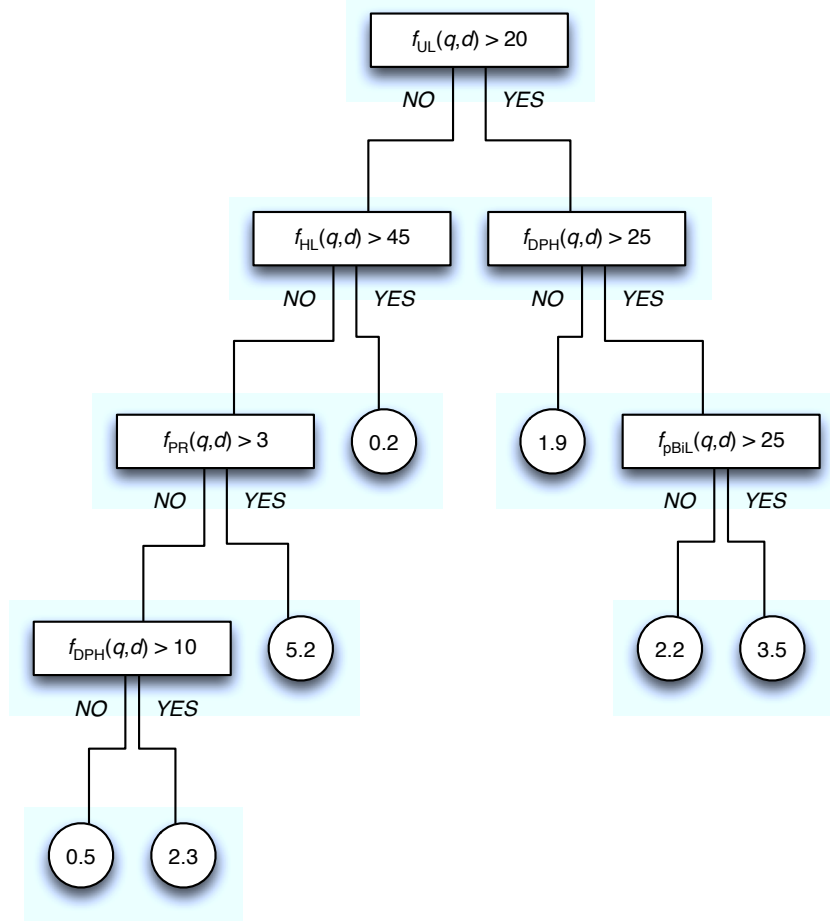 f_UL(q,d) > 20
NO YES
f_HL(q,d) > 45 f_DPH(q,d) > 25
NO YES NO YES
f_PR(q,d) > 3 0.2 1.9 f_pBiL(q,d) > 25
NO YES NO YES
f_DPH(q,d) > 10 5.2 2.2 3.5
NO YES
0.5 2.3